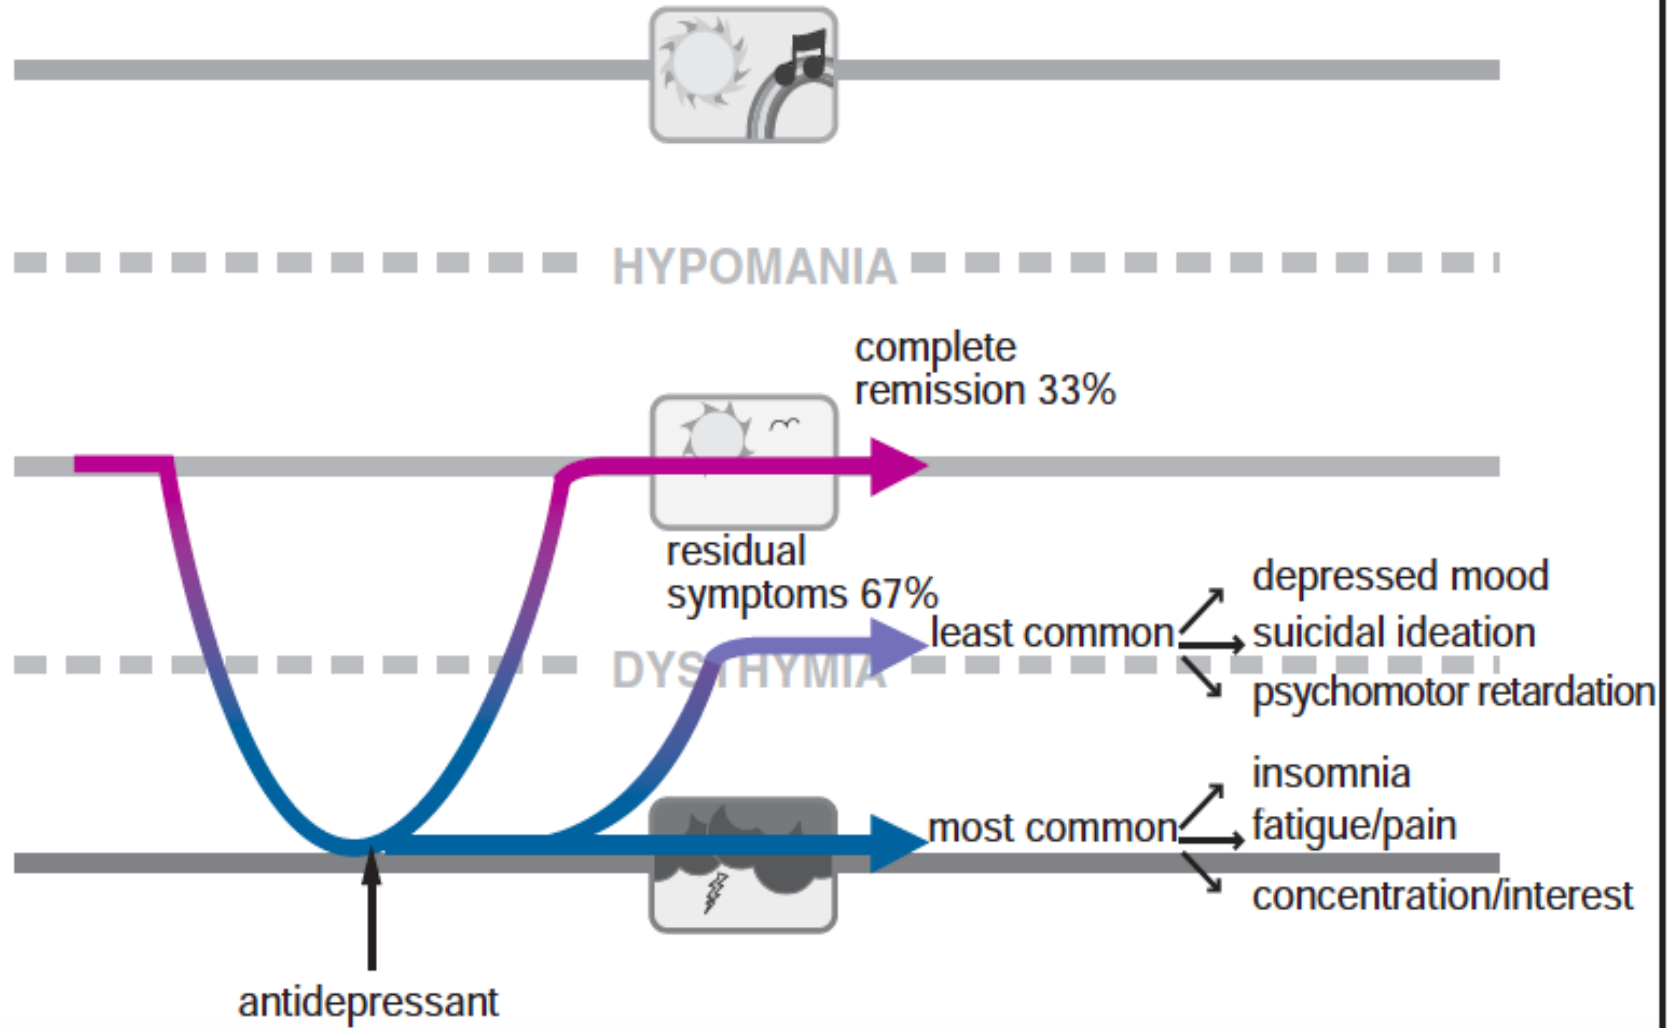 HYPOMANIA
complete
remission 33%
residual
symptoms 67%
least common
depressed mood
suicidal ideation
psychomotor retardation
DYSTHYMIA
most common
insomnia
fatigue/pain
concentration/interest
antidepressant